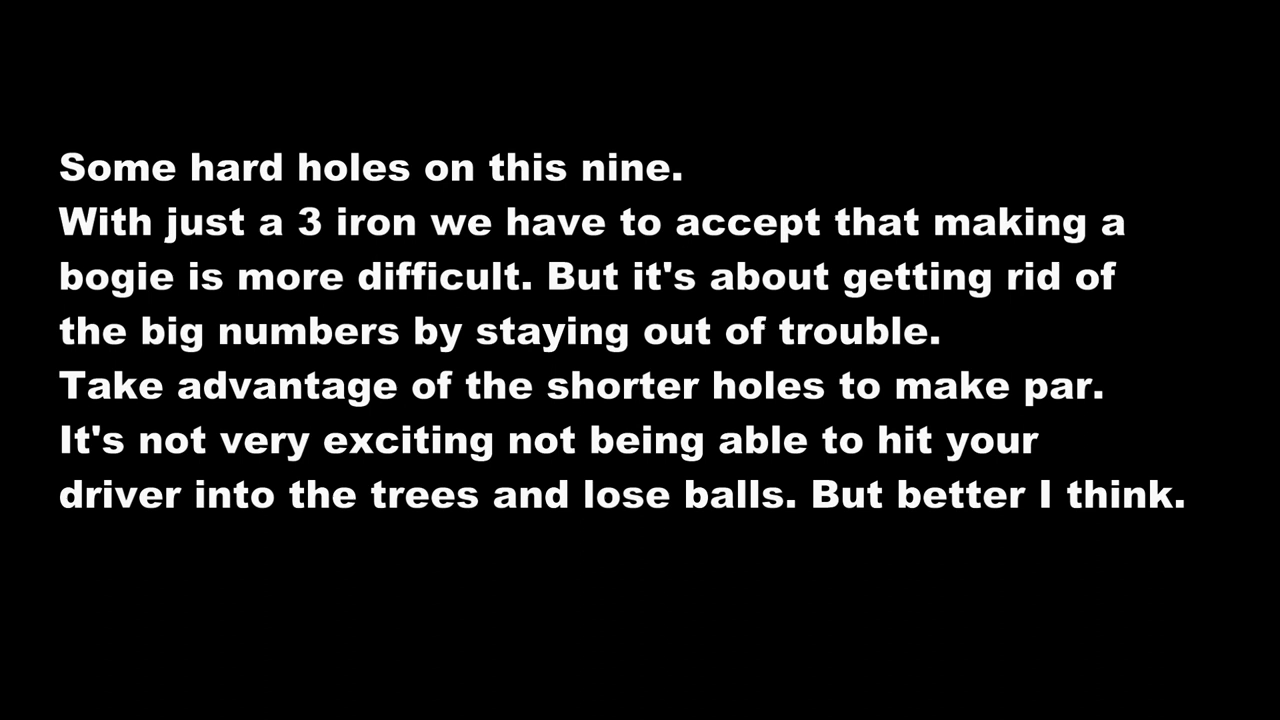 Some hard holes on this nine.
With just a 3 iron we have to accept that making a
bogie is more difficult. But it's about getting rid of
the big numbers by staying out of trouble.
Take advantage of the shorter holes to make par.
It's not very exciting not being able to hit your
driver into the trees and lose balls. But better I think.